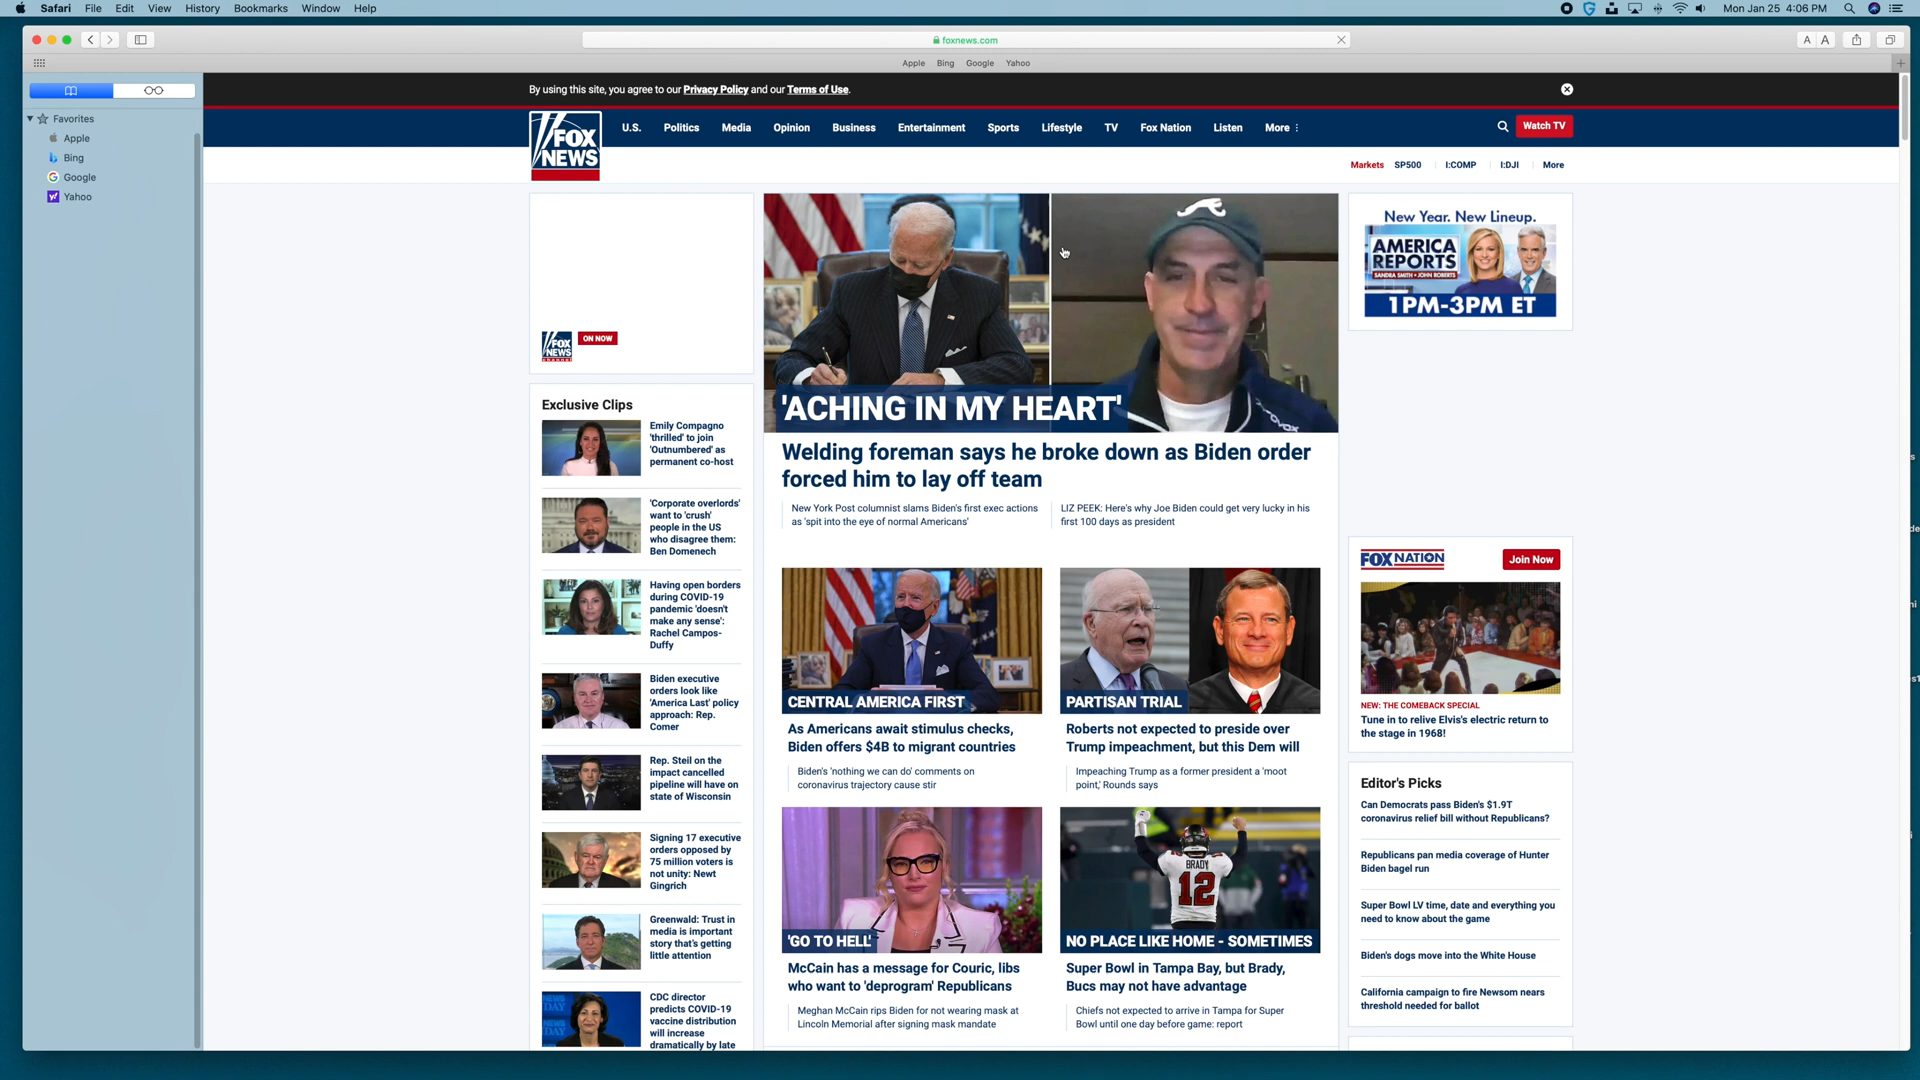 Safari File Edit View History Bookmarks Window Help
Mon Jan 25 4:06 PM
foxnews.com
A A
Apple Bing Google Yahoo
Favorites
Apple
Bing
Google
Yahoo
By using this site, you agree to our Privacy Policy and our Terms of Use.
FOX
NEWS
U.S. Politics Media Opinion Business Entertainment Sports Lifestyle TV Fox Nation Listen More
Watch TV
Markets SP500 I:COMP I:DJI More
FOX
NEWS
channel
ON NOW
Exclusive Clips
Emily Compagno
'thrilled' to join
'Outnumbered' as
permanent co-host
'Corporate overlords'
want to 'crush'
people in the US
who disagree them:
Ben Domenech
Having open borders
during COVID-19
pandemic 'doesn't
make any sense':
Rachel Campos-
Duffy
Biden executive
orders look like
'America Last' policy
approach: Rep.
Comer
Rep. Steil on the
impact cancelled
pipeline will have on
state of Wisconsin
Signing 17 executive
orders opposed by
75 million voters is
not unity: Newt
Gingrich
Greenwald: Trust in
media is important
story that's getting
little attention
CDC director
predicts COVID-19
vaccine distribution
will increase
dramatically by late
'ACHING IN MY HEART'
Welding foreman says he broke down as Biden order
forced him to lay off team
New York Post columnist slams Biden's first exec actions
as 'spit into the eye of normal Americans'
LIZ PEEK: Here's why Joe Biden could get very lucky in his
first 100 days as president
CENTRAL AMERICA FIRST
As Americans await stimulus checks,
Biden offers $4B to migrant countries
Biden's 'nothing we can do' comments on
coronavirus trajectory cause stir
PARTISAN TRIAL
Roberts not expected to preside over
Trump impeachment, but this Dem will
Impeaching Trump as a former president a 'moot
point,' Rounds says
'GO TO HELL'
McCain has a message for Couric, libs
who want to 'deprogram' Republicans
Meghan McCain rips Biden for not wearing mask at
Lincoln Memorial after signing mask mandate
BRADY
12
NO PLACE LIKE HOME - SOMETIMES
Super Bowl in Tampa Bay, but Brady,
Bucs may not have advantage
Chiefs not expected to arrive in Tampa for Super
Bowl until one day before game: report
New Year. New Lineup.
AMERICA
REPORTS
SANDRA SMITH • JOHN ROBERTS
1PM-3PM ET
FOX NATION
Join Now
NEW: THE COMEBACK SPECIAL
Tune in to relive Elvis's electric return to
the stage in 1968!
Editor's Picks
Can Democrats pass Biden's $1.9T
coronavirus relief bill without Republicans?
Republicans pan media coverage of Hunter
Biden bagel run
Super Bowl LV time, date and everything you
need to know about the game
Biden's dogs move into the White House
California campaign to fire Newsom nears
threshold needed for ballot